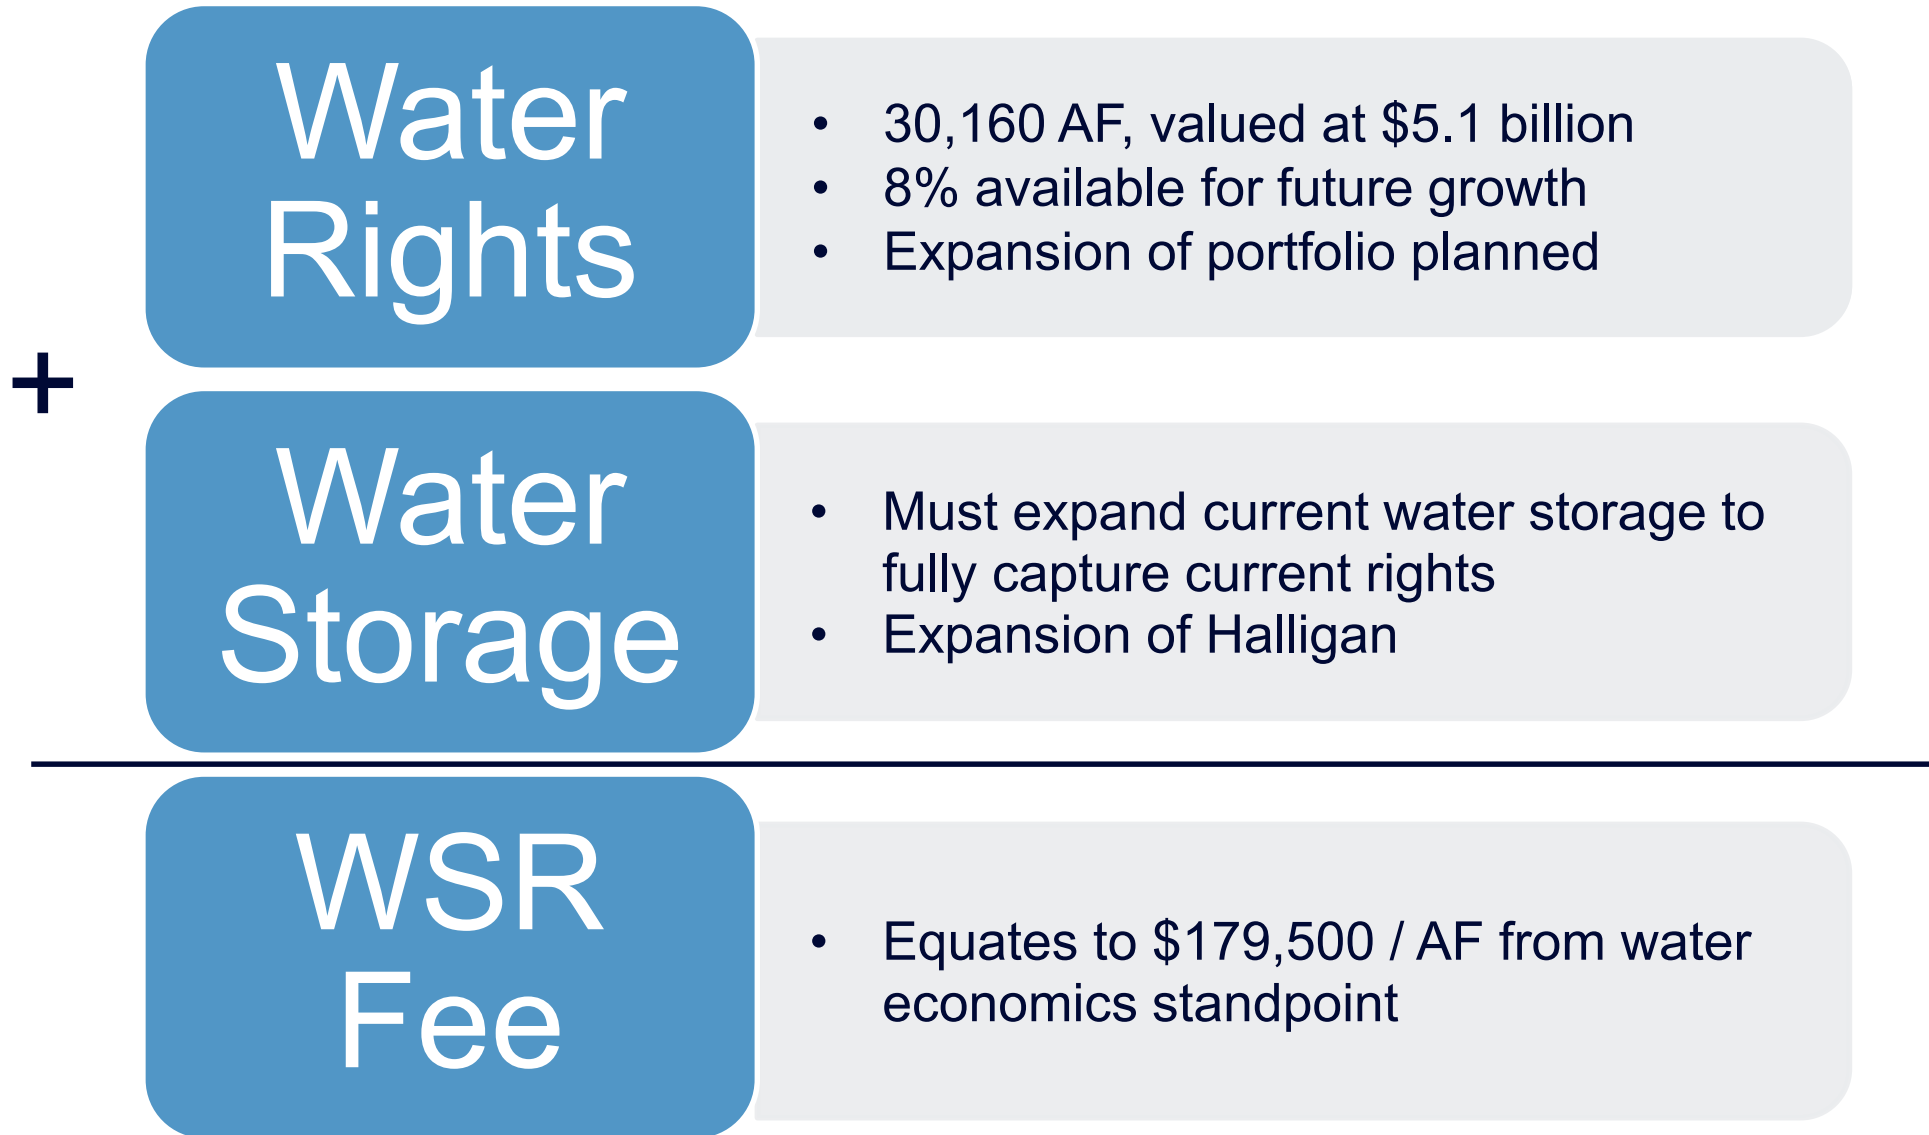 Water
Rights
• 30,160 AF, valued at $5.1 billion
• 8% available for future growth
• Expansion of portfolio planned
+
Water
Storage
• Must expand current water storage to
fully capture current rights
• Expansion of Halligan
WSR
Fee
• Equates to $179,500 / AF from water
economics standpoint